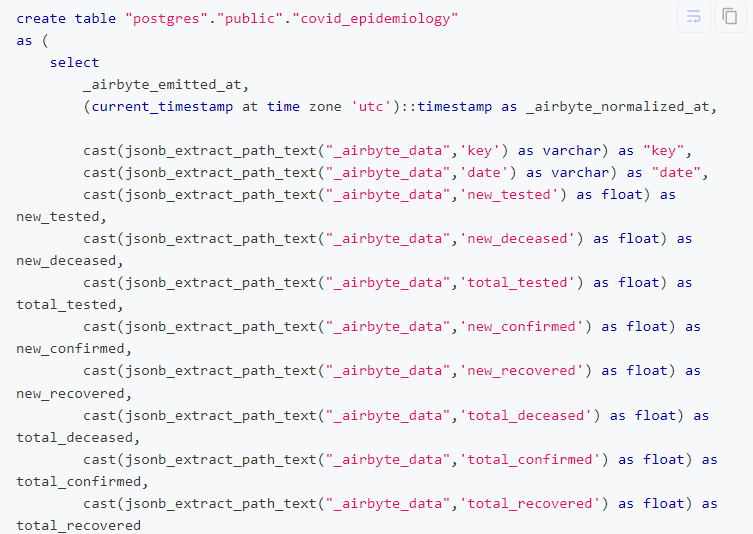 create table "postgres"."public"."covid_epidemiology"
as (
    select
        _airbyte_emitted_at,
        (current_timestamp at time zone 'utc')::timestamp as _airbyte_normalized_at,

        cast(jsonb_extract_path_text("_airbyte_data",'key') as varchar) as "key",
        cast(jsonb_extract_path_text("_airbyte_data",'date') as varchar) as "date",
        cast(jsonb_extract_path_text("_airbyte_data",'new_tested') as float) as
new_tested,
        cast(jsonb_extract_path_text("_airbyte_data",'new_deceased') as float) as
new_deceased,
        cast(jsonb_extract_path_text("_airbyte_data",'total_tested') as float) as
total_tested,
        cast(jsonb_extract_path_text("_airbyte_data",'new_confirmed') as float) as
new_confirmed,
        cast(jsonb_extract_path_text("_airbyte_data",'new_recovered') as float) as
new_recovered,
        cast(jsonb_extract_path_text("_airbyte_data",'total_deceased') as float) as
total_deceased,
        cast(jsonb_extract_path_text("_airbyte_data",'total_confirmed') as float) as
total_confirmed,
        cast(jsonb_extract_path_text("_airbyte_data",'total_recovered') as float) as
total_recovered